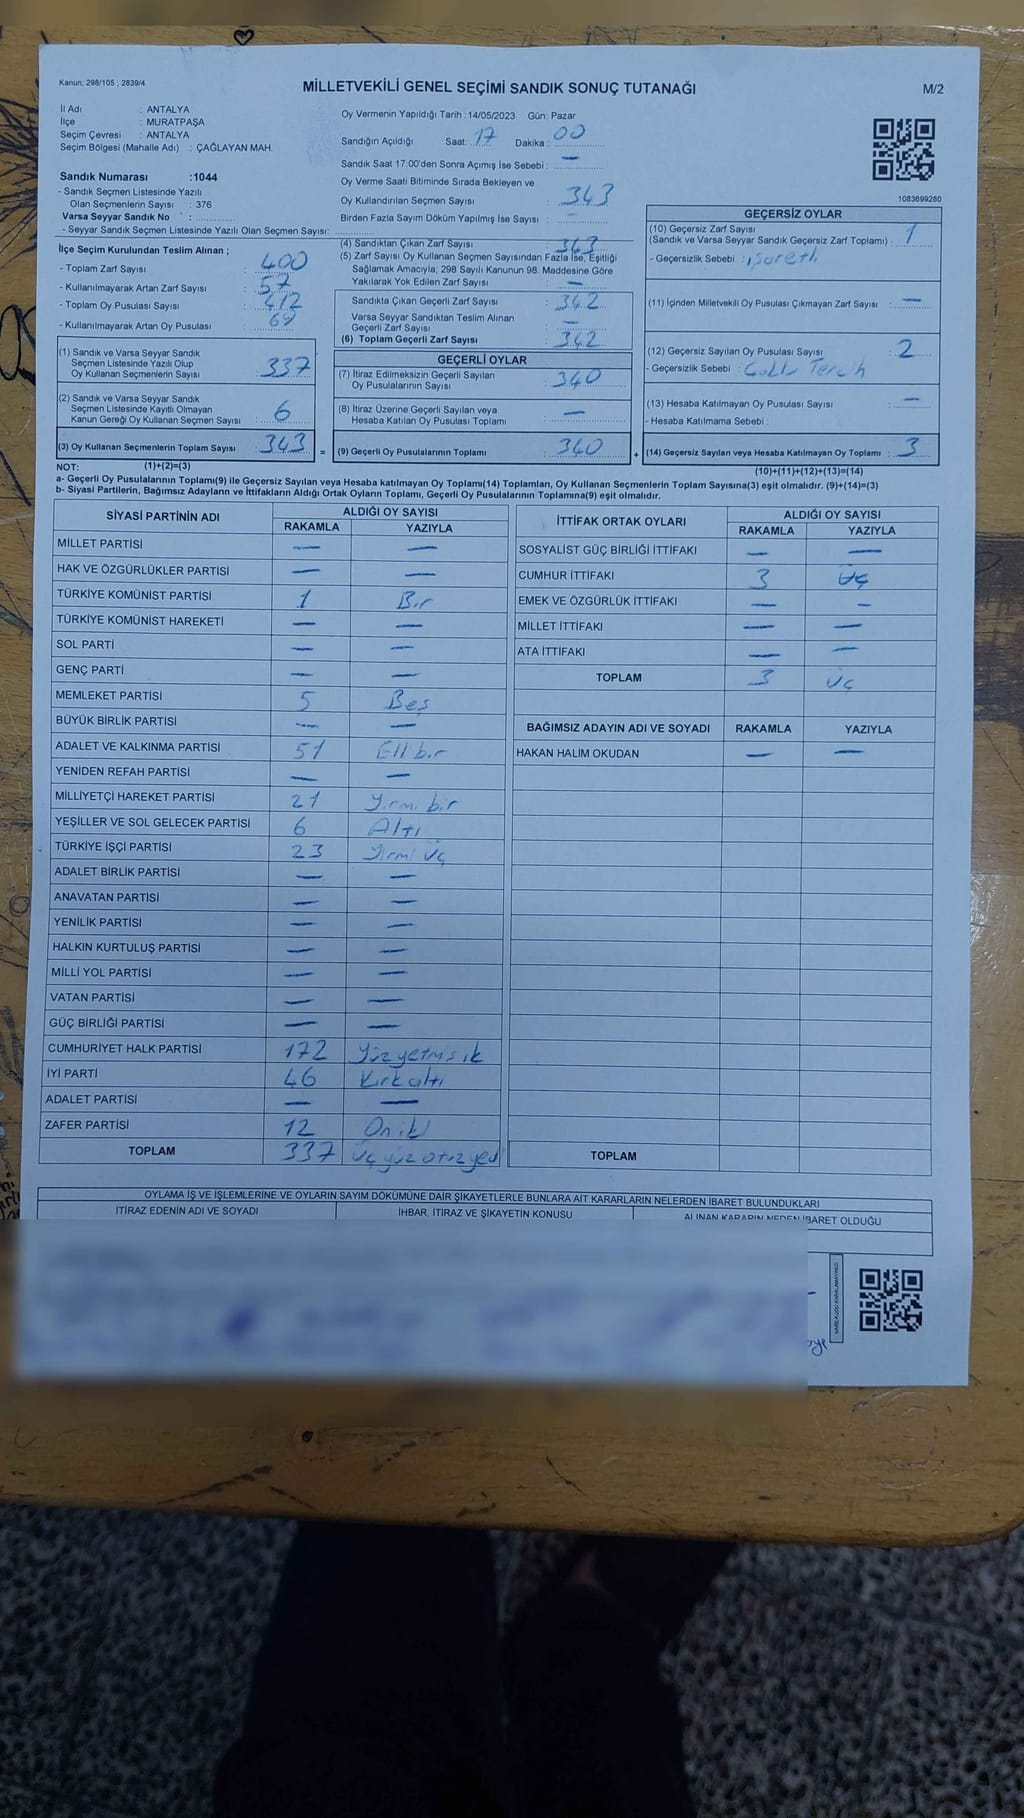 Kanun: 298/105 , 2839/4
MİLLETVEKİLİ GENEL SEÇİMİ SANDIK SONUÇ TUTANAĞI
M/2
İl Adı : ANTALYA
İlçe : MURATPAŞA
Seçim Çevresi : ANTALYA
Seçim Bölgesi (Mahalle Adı) : ÇAĞLAYAN MAH.
Sandık Numarası :1044
- Sandık Seçmen Listesinde Yazılı
Olan Seçmenlerin Sayısı : 376
Varsa Seyyar Sandık No :
- Seyyar Sandık Seçmen Listesinde Yazılı Olan Seçmen Sayısı:
Oy Vermenin Yapıldığı Tarih : 14/05/2023 Gün: Pazar
Sandığın Açıldığı Saat: 17 Dakika : 00
Sandık Saat 17:00'den Sonra Açımış İse Sebebi : —
Oy Verme Saati Bitiminde Sırada Bekleyen ve
Oy Kullandırılan Seçmen Sayısı : 343
Birden Fazla Sayım Döküm Yapılmış İse Sayısı : —
1083699280
İlçe Seçim Kurulundan Teslim Alınan ;
- Toplam Zarf Sayısı : 400
- Kullanılmayarak Artan Zarf Sayısı : 57
- Toplam Oy Pusulası Sayısı : 412
- Kullanılmayarak Artan Oy Pusulası : 69
(1) Sandık ve Varsa Seyyar Sandık
Seçmen Listesinde Yazılı Olup
Oy Kullanan Seçmenlerin Sayısı : 337
(2) Sandık ve Varsa Seyyar Sandık
Seçmen Listesinde Kayıtlı Olmayan
Kanun Gereği Oy Kullanan Seçmen Sayısı : 6
(3) Oy Kullanan Seçmenlerin Toplam Sayısı : 343 =
(4) Sandıktan Çıkan Zarf Sayısı : 343
(5) Zarf Sayısı Oy Kullanan Seçmen Sayısından Fazla İse, Eşitliği
Sağlamak Amacıyla; 298 Sayılı Kanunun 98. Maddesine Göre
Yakılarak Yok Edilen Zarf Sayısı : —
Sandıkla Çıkan Geçerli Zarf Sayısı : 342
Varsa Seyyar Sandıktan Teslim Alınan
Geçerli Zarf Sayısı : —
(6) Toplam Geçerli Zarf Sayısı : 342
GEÇERLİ OYLAR
(7) İtiraz Edilmeksizin Geçerli Sayılan
Oy Pusulalarının Sayısı : 340
(8) İtiraz Üzerine Geçerli Sayılan veya
Hesaba Katılan Oy Pusulası Toplamı : —
(9) Geçerli Oy Pusulalarının Toplamı : 340 +
GEÇERSİZ OYLAR
(10) Geçersiz Zarf Sayısı
(Sandık ve Varsa Seyyar Sandık Geçersiz Zarf Toplamı) : 1
- Geçersizlik Sebebi :
(11) İçinden Milletvekili Oy Pusulası Çıkmayan Zarf Sayısı : —
(12) Geçersiz Sayılan Oy Pusulası Sayısı : 2
- Geçersizlik Sebebi : Tercih
(13) Hesaba Katılmayan Oy Pusulası Sayısı : —
- Hesaba Katılmama Sebebi :
(14) Geçersiz Sayılan veya Hesaba Katılmayan Oy Toplamı : 3
NOT: (1)+(2)=(3)
(10)+(11)+(12)+(13)=(14)
a- Geçerli Oy Pusulalarının Toplamı(9) ile Geçersiz Sayılan veya Hesaba katılmayan Oy Toplamı(14) Toplamları, Oy Kullanan Seçmenlerin Toplam Sayısına(3) eşit olmalıdır. (9)+(14)=(3)
b- Siyasi Partilerin, Bağımsız Adayların ve İttifakların Aldığı Ortak Oyların Toplamı, Geçerli Oy Pusulalarının Toplamına(9) eşit olmalıdır.
SİYASİ PARTİNİN ADI ALDIĞI OY SAYISI
RAKAMLA YAZIYLA
MİLLET PARTİSİ — —
HAK VE ÖZGÜRLÜKLER PARTİSİ — —
TÜRKİYE KOMÜNİST PARTİSİ 1 Bir
TÜRKİYE KOMÜNİST HAREKETİ — —
SOL PARTİ — —
GENÇ PARTİ — —
MEMLEKET PARTİSİ 5 Beş
BÜYÜK BİRLİK PARTİSİ — —
ADALET VE KALKINMA PARTİSİ 51 Ell bir
YENİDEN REFAH PARTİSİ — —
MİLLİYETÇİ HAREKET PARTİSİ 21 Yirmi bir
YEŞİLLER VE SOL GELECEK PARTİSİ 6 Altı
TÜRKİYE İŞÇİ PARTİSİ 23 Yirmi üç
ADALET BİRLİK PARTİSİ — —
ANAVATAN PARTİSİ — —
YENİLİK PARTİSİ — —
HALKIN KURTULUŞ PARTİSİ — —
MİLLİ YOL PARTİSİ — —
VATAN PARTİSİ — —
GÜÇ BİRLİĞİ PARTİSİ — —
CUMHURİYET HALK PARTİSİ 172 Yüz yetmiş ik
İYİ PARTİ 46 Kırk altı
ADALET PARTİSİ — —
ZAFER PARTİSİ 12 On iki
TOPLAM 337 Üç yüz otuz yedi
İTTİFAK ORTAK OYLARI ALDIĞI OY SAYISI
RAKAMLA YAZIYLA
SOSYALİST GÜÇ BİRLİĞİ İTTİFAKI — —
CUMHUR İTTİFAKI 3 Üç
EMEK VE ÖZGÜRLÜK İTTİFAKI — —
MİLLET İTTİFAKI — —
ATA İTTİFAKI — —
TOPLAM 3 Üç
BAĞIMSIZ ADAYIN ADI VE SOYADI RAKAMLA YAZIYLA
HAKAN HALİM OKUDAN — —
TOPLAM
OYLAMA İŞ VE İŞLEMLERİNE VE OYLARIN SAYIM DÖKÜMÜNE DAİR ŞİKAYETLERLE BUNLARA AİT KARARLARIN NELERDEN İBARET BULUNDUKLARI
İTİRAZ EDENİN ADI VE SOYADI İHBAR, İTİRAZ VE ŞİKAYETİN KONUSU ALINAN KARARIN NEDEN İBARET OLDUĞU